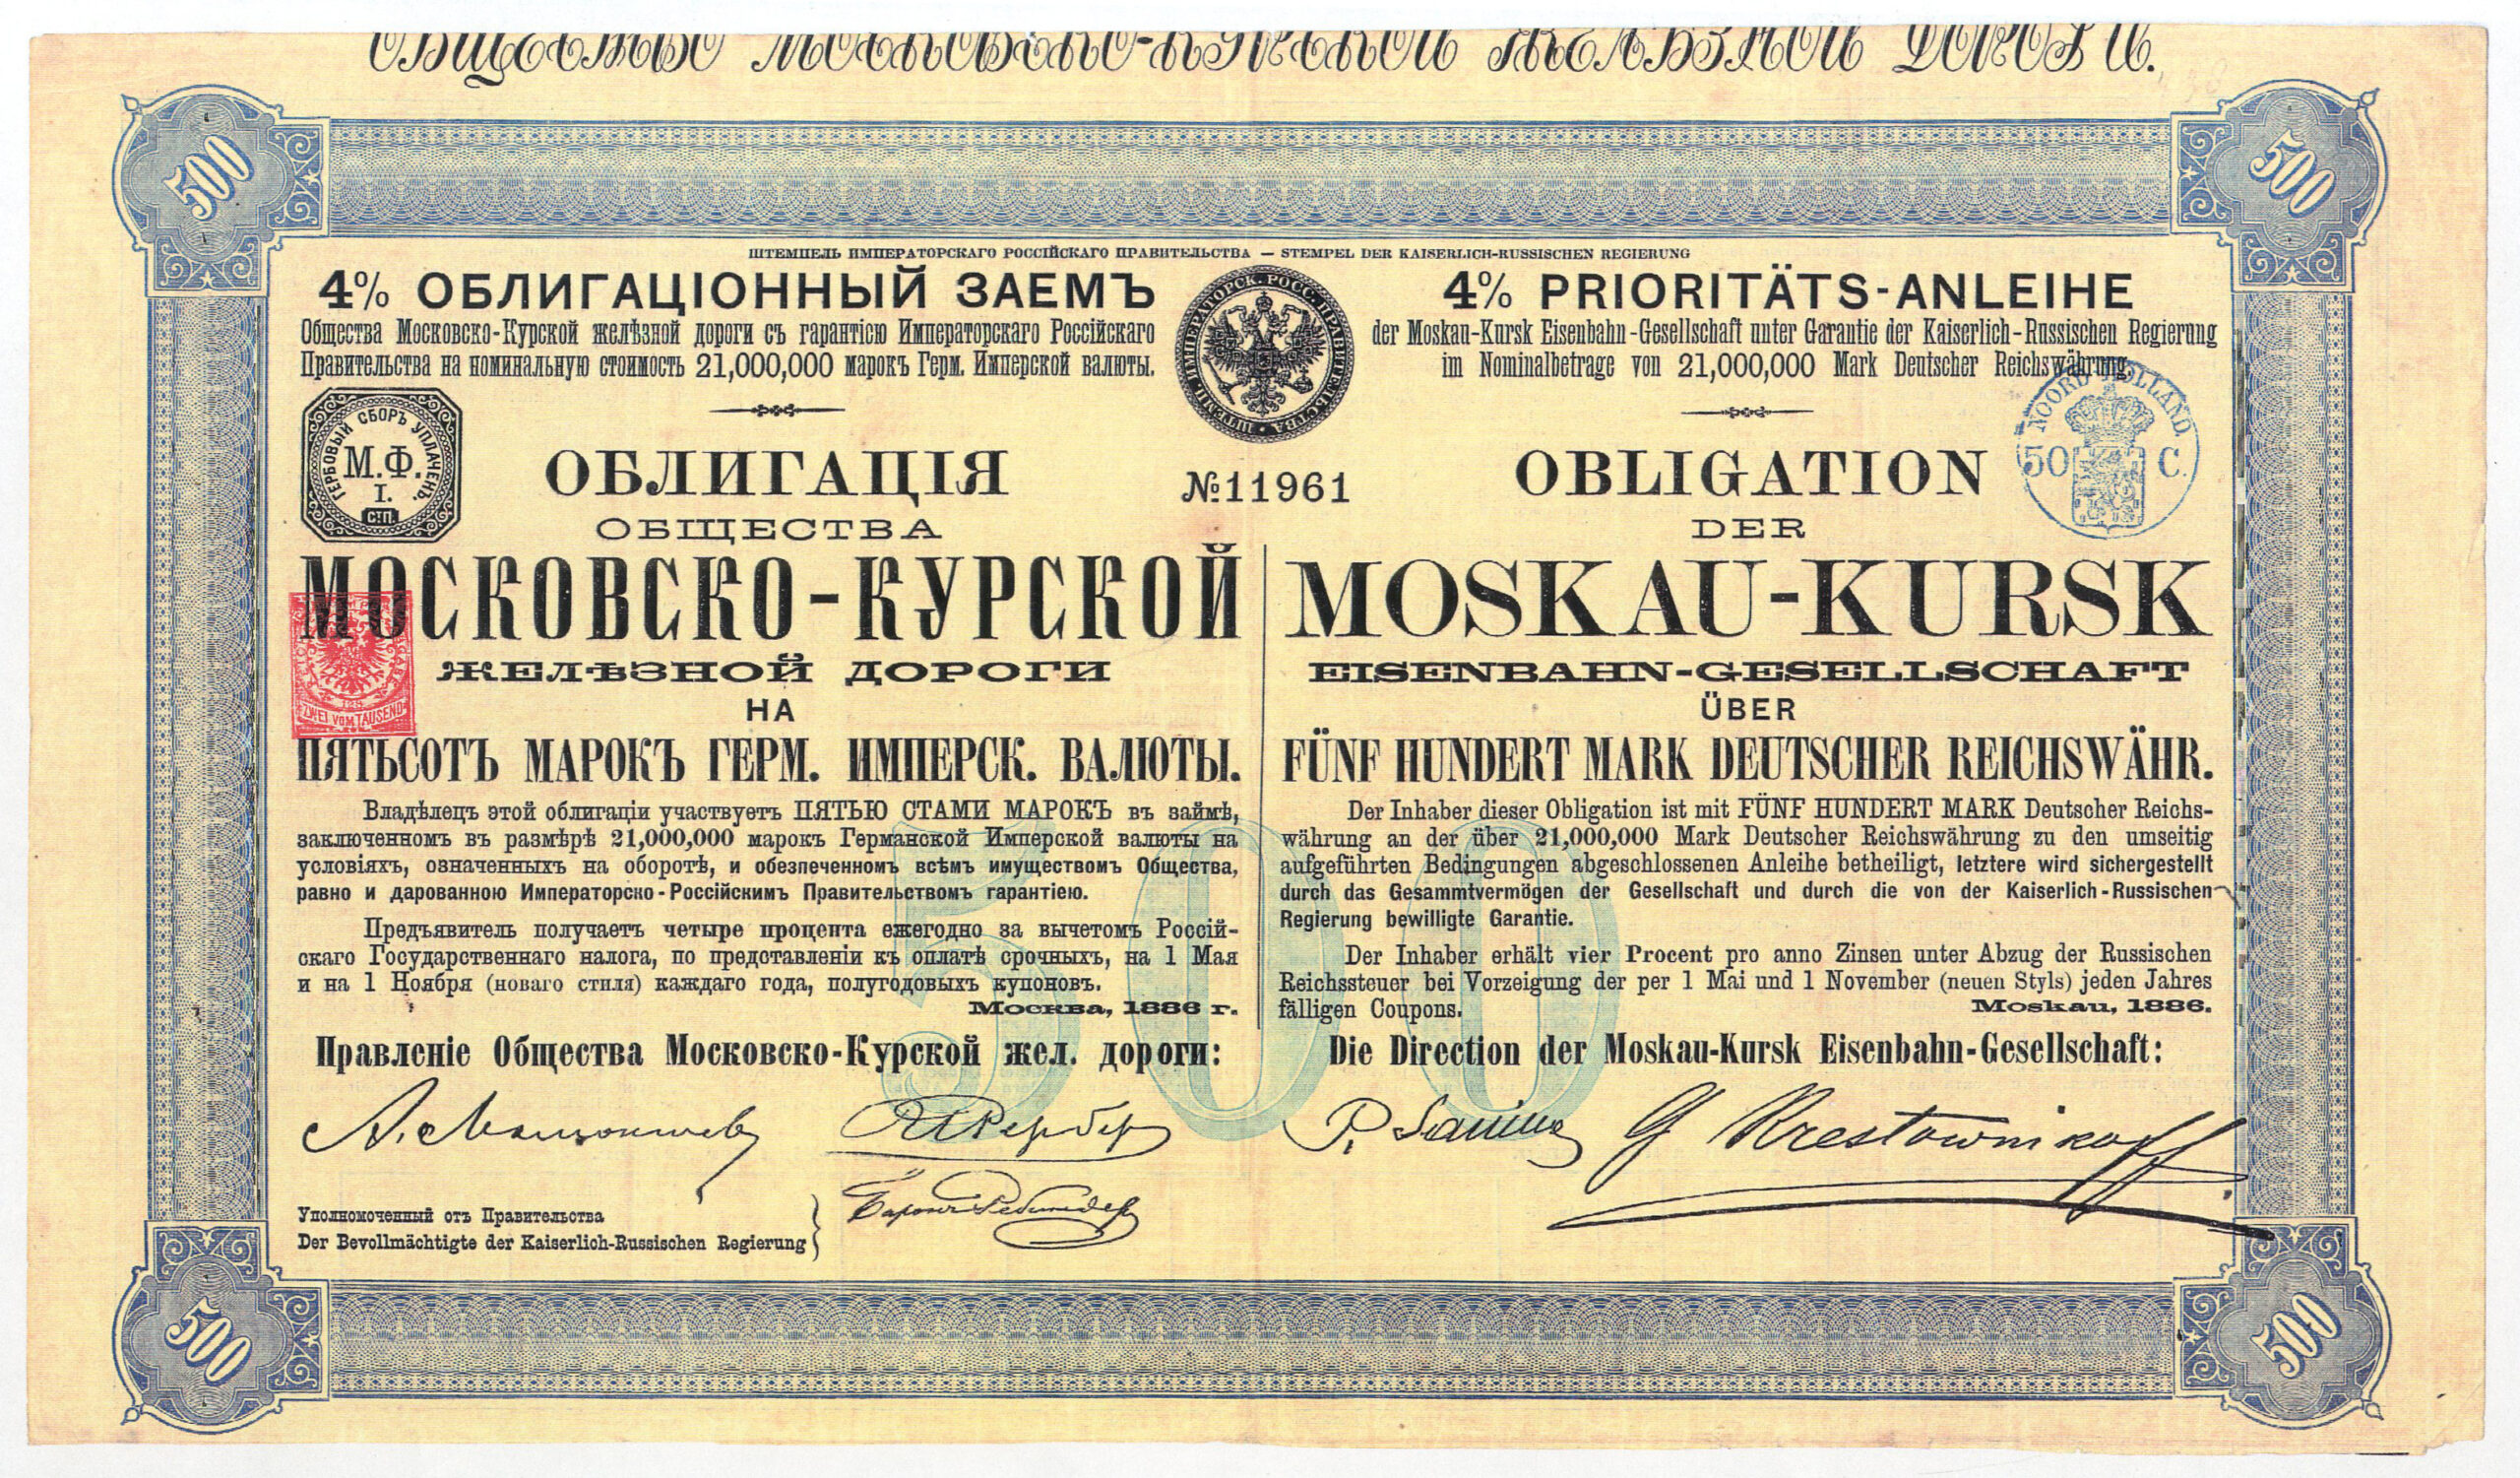 ОБЩЕСТВО МОСКОВСКО-КУРСКОЙ ЖЕЛѢЗНОЙ ДОРОГИ.
500
500
ШТЕМПЕЛЬ ИМПЕРАТОРСКАГО РОССІЙСКАГО ПРАВИТЕЛЬСТВА — STEMPEL DER KAISERLICH-RUSSISCHEN REGIERUNG
4% ОБЛИГАЦІОННЫЙ ЗАЕМЪ
Общества Московско-Курской желѣзной дороги съ гарантією Императорскаго Россійскаго
Правительства на номинальную стоимость 21,000,000 марокъ Герм. Имперской валюты.
ШТЕМПЕЛЬ ИМПЕРАТОРСК. РОСС. ПРАВИТЕЛЬСТВА
4% PRIORITÄTS-ANLEIHE
der Moskau-Kursk Eisenbahn-Gesellschaft unter Garantie der Kaiserlich-Russischen Regierung
im Nominalbetrage von 21,000,000 Mark Deutscher Reichswährung.
ГЕРБОВЫЙ СБОРЪ УПЛАЧЕНЪ.
М.Ф.
I.
СТП.
NOORD HOLLAND
50 C.
№11961
ОБЛИГАЦІЯ
ОБЩЕСТВА
МОСКОВСКО-КУРСКОЙ
ЖЕЛѢЗНОЙ ДОРОГИ
НА
ПЯТЬСОТЪ МАРОКЪ ГЕРМ. ИМПЕРСК. ВАЛЮТЫ.
ZWEI VOM TAUSEND
Владѣлецъ этой облигаціи участвуетъ ПЯТЬЮ СТАМИ МАРОКЪ въ займѣ,
заключенномъ въ размѣрѣ 21,000,000 марокъ Германской Имперской валюты на
условіяхъ, означенныхъ на оборотѣ, и обезпеченномъ всѣмъ имуществомъ Общества,
равно и дарованною Императорско-Россійскимъ Правительствомъ гарантіею.
Предъявитель получаетъ четыре процента ежегодно за вычетомъ Россій-
скаго Государственнаго налога, по представленіи къ оплатѣ срочныхъ, на 1 Мая
и на 1 Ноября (новаго стиля) каждаго года, полугодовыхъ купоновъ.
Москва, 1886 г.
Правленіе Общества Московско-Курской жел. дороги:
OBLIGATION
DER
MOSKAU-KURSK
EISENBAHN-GESELLSCHAFT
ÜBER
FÜNF HUNDERT MARK DEUTSCHER REICHSWÄHR.
Der Inhaber dieser Obligation ist mit FÜNF HUNDERT MARK Deutscher Reichs-
währung an der über 21,000,000 Mark Deutscher Reichswährung zu den umseitig
aufgeführten Bedingungen abgeschlossenen Anleihe betheiligt, letztere wird sichergestellt
durch das Gesammtvermögen der Gesellschaft und durch die von der Kaiserlich-Russischen
Regierung bewilligte Garantie.
Der Inhaber erhält vier Procent pro anno Zinsen unter Abzug der Russischen
Reichssteuer bei Vorzeigung der per 1 Mai und 1 November (neuen Styls) jeden Jahres
fälligen Coupons. Moskau, 1886.
Die Direction der Moskau-Kursk Eisenbahn-Gesellschaft:
500
G Krestownikoff
Уполномоченный отъ Правительства
Der Bevollmächtigte der Kaiserlich-Russischen Regierung
500
500